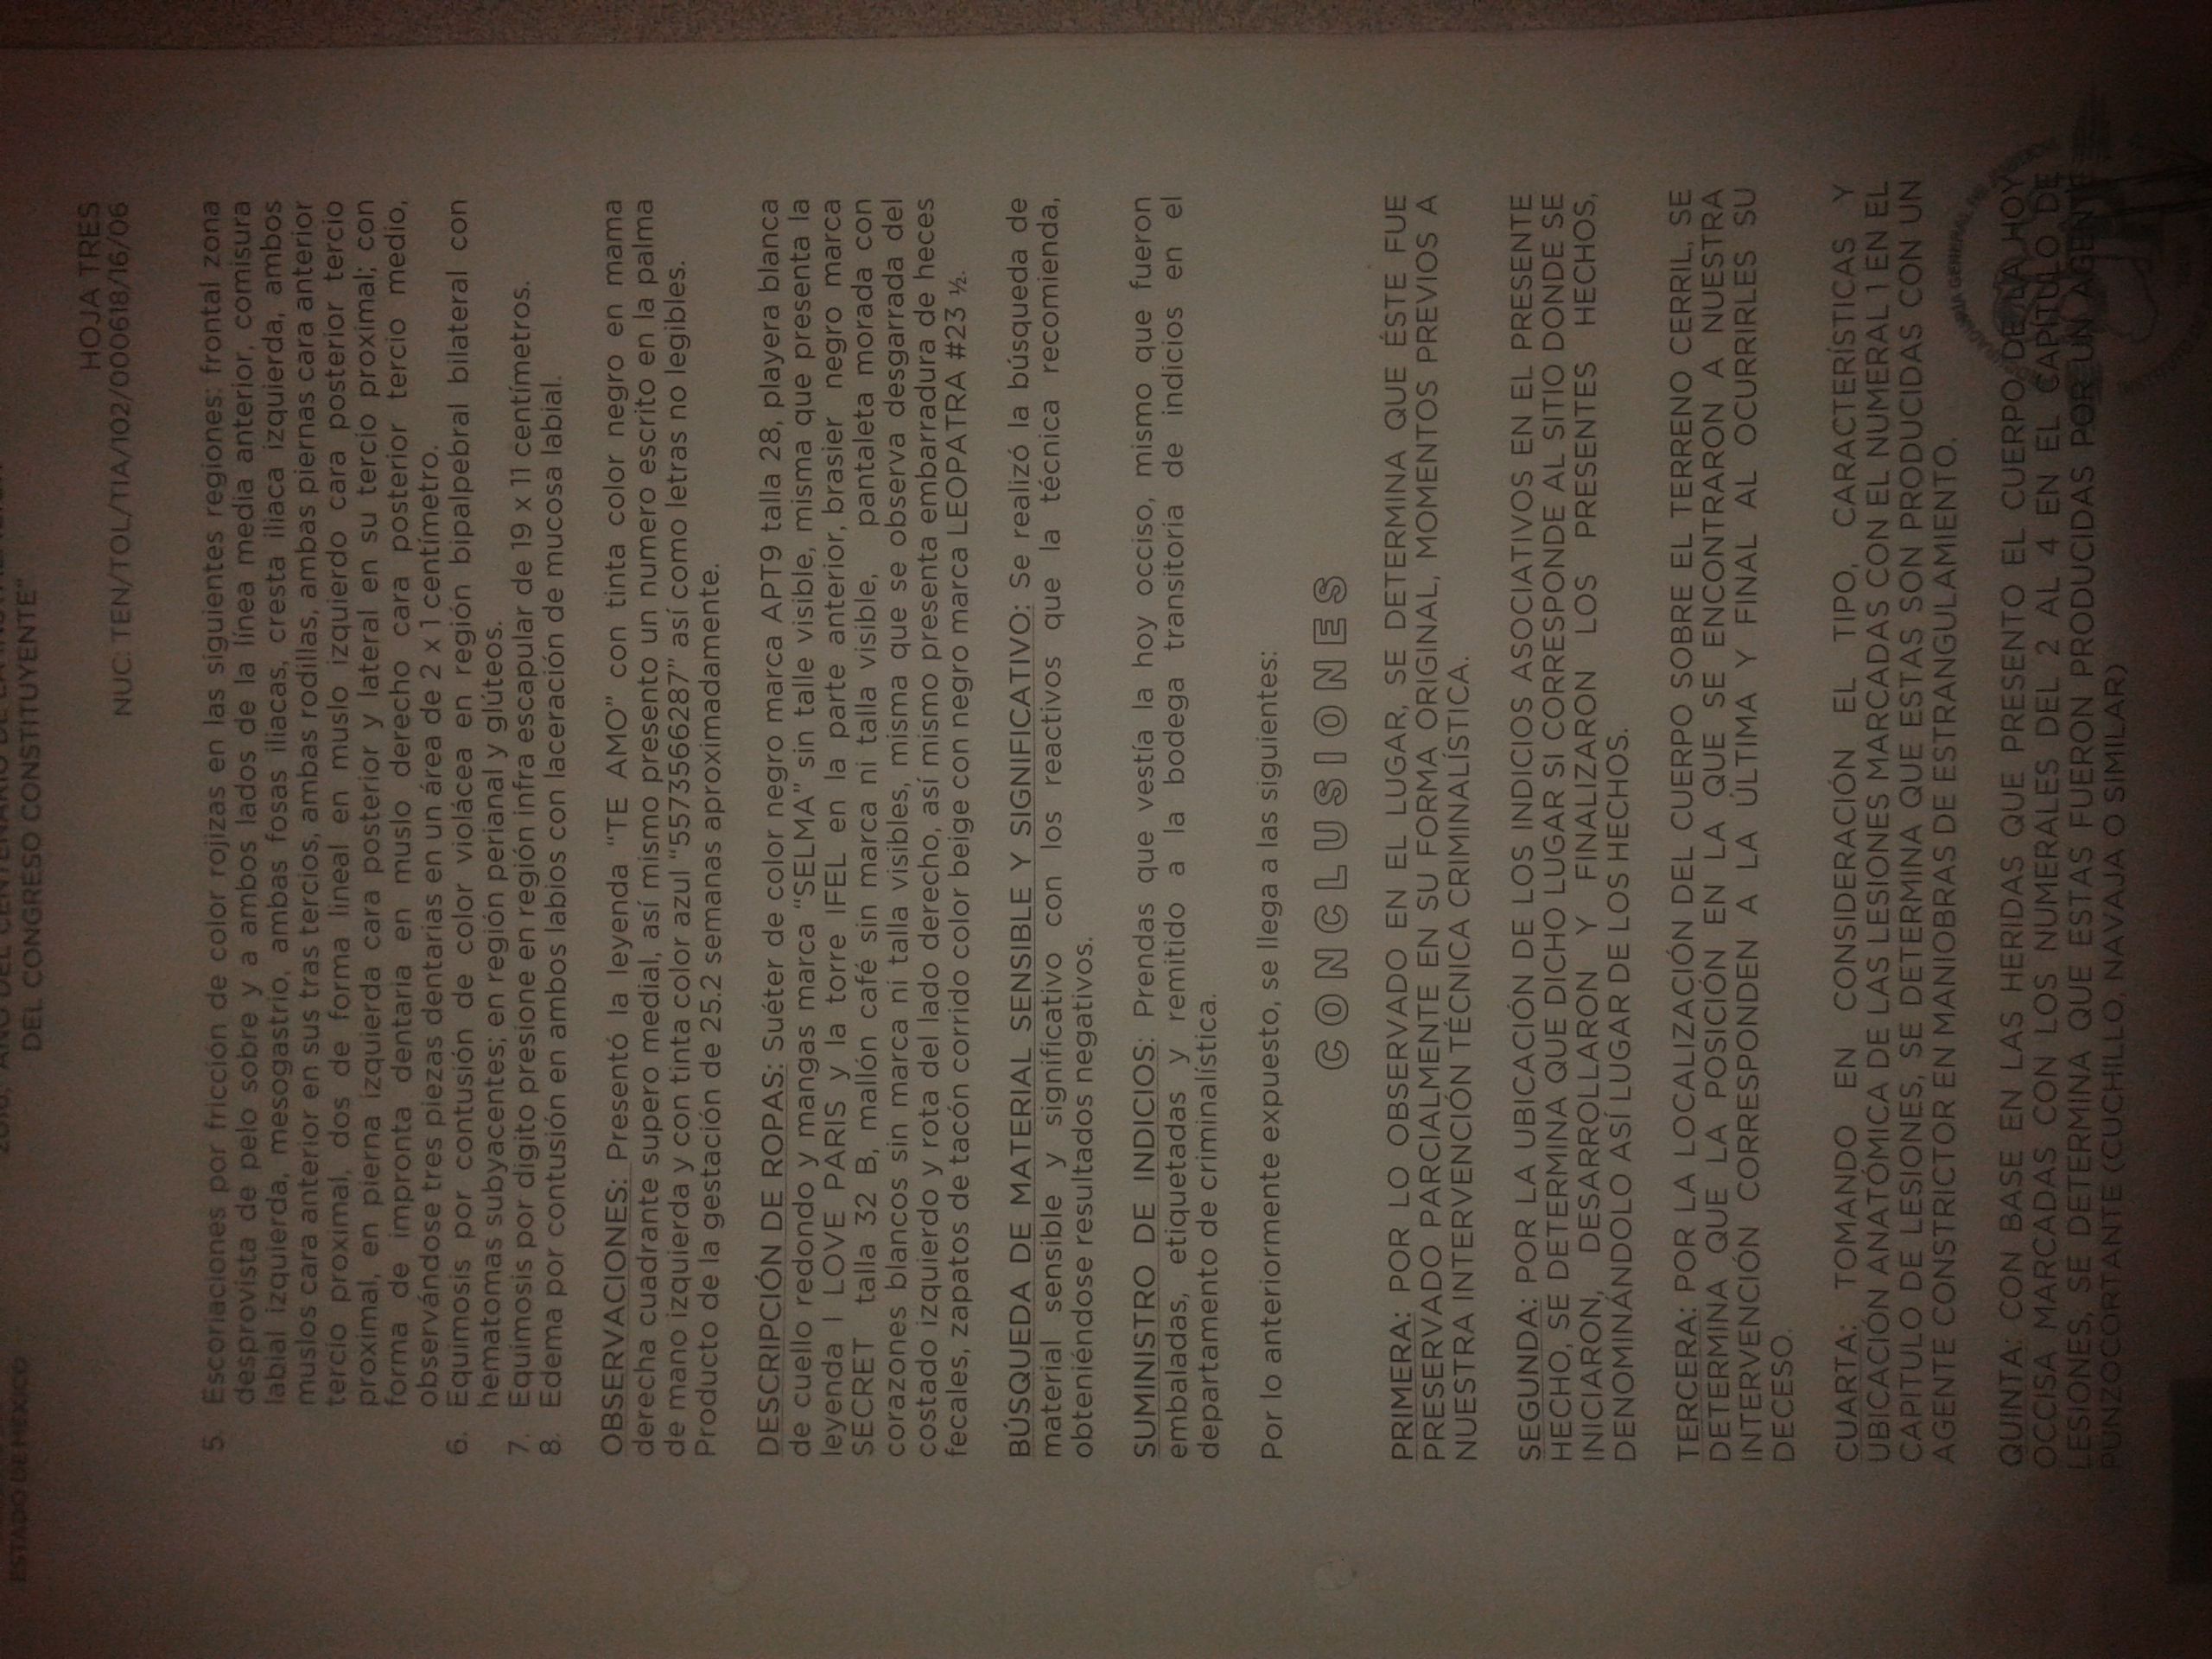 ESTADO DE MÉXICO
2016. "AÑO DEL CENTENARIO DE LA INSTALACIÓN
DEL CONGRESO CONSTITUYENTE"
HOJA TRES
NUC: TEN/TOL/TIA/102/000618/16/06
5. Escoriaciones por fricción de color rojizas en las siguientes regiones: frontal zona
desprovista de pelo sobre y a ambos lados de la línea media anterior, comisura
labial izquierda, mesogastrio, ambas fosas iliacas, cresta iliaca izquierda, ambos
muslos cara anterior en sus tras tercios, ambas rodillas, ambas piernas cara anterior
tercio proximal, dos de forma lineal en muslo izquierdo cara posterior tercio
proximal, en pierna izquierda cara posterior y lateral en su tercio proximal; con
forma de impronta dentaria en muslo derecho cara posterior tercio medio,
observándose tres piezas dentarias en un área de 2 x 1 centímetro.
6. Equimosis por contusión de color violácea en región bipalpebral bilateral con
hematomas subyacentes; en región perianal y glúteos.
7. Equimosis por digito presione en región infra escapular de 19 x 11 centímetros.
8. Edema por contusión en ambos labios con laceración de mucosa labial.
OBSERVACIONES: Presentó la leyenda "TE AMO" con tinta color negro en mama
derecha cuadrante supero medial, así mismo presento un numero escrito en la palma
de mano izquierda y con tinta color azul "5573566287" así como letras no legibles.
Producto de la gestación de 25.2 semanas aproximadamente.
DESCRIPCIÓN DE ROPAS: Suéter de color negro marca APT9 talla 28, playera blanca
de cuello redondo y mangas marca "SELMA" sin talle visible, misma que presenta la
leyenda I LOVE PARIS y la torre IFEL en la parte anterior, brasier negro marca
SECRET talla 32 B, mallón café sin marca ni talla visible, pantaleta morada con
corazones blancos sin marca ni talla visibles, misma que se observa desgarrada del
costado izquierdo y rota del lado derecho, así mismo presenta embarradura de heces
fecales, zapatos de tacón corrido color beige con negro marca LEOPATRA #23 ½.
BÚSQUEDA DE MATERIAL SENSIBLE Y SIGNIFICATIVO: Se realizó la búsqueda de
material sensible y significativo con los reactivos que la técnica recomienda,
obteniéndose resultados negativos.
SUMINISTRO DE INDICIOS: Prendas que vestía la hoy occiso, mismo que fueron
embaladas, etiquetadas y remitido a la bodega transitoria de indicios en el
departamento de criminalística.
Por lo anteriormente expuesto, se llega a las siguientes:
CONCLUSIONES
PRIMERA: POR LO OBSERVADO EN EL LUGAR, SE DETERMINA QUE ÉSTE FUE
PRESERVADO PARCIALMENTE EN SU FORMA ORIGINAL, MOMENTOS PREVIOS A
NUESTRA INTERVENCIÓN TÉCNICA CRIMINALÍSTICA.
SEGUNDA: POR LA UBICACIÓN DE LOS INDICIOS ASOCIATIVOS EN EL PRESENTE
HECHO, SE DETERMINA QUE DICHO LUGAR SI CORRESPONDE AL SITIO DONDE SE
INICIARON, DESARROLLARON Y FINALIZARON LOS PRESENTES HECHOS,
DENOMINÁNDOLO ASÍ LUGAR DE LOS HECHOS.
TERCERA: POR LA LOCALIZACIÓN DEL CUERPO SOBRE EL TERRENO CERRIL, SE
DETERMINA QUE LA POSICIÓN EN LA QUE SE ENCONTRARON A NUESTRA
INTERVENCIÓN CORRESPONDEN A LA ÚLTIMA Y FINAL AL OCURRIRLES SU
DECESO.
CUARTA: TOMANDO EN CONSIDERACIÓN EL TIPO, CARACTERÍSTICAS Y
UBICACIÓN ANATÓMICA DE LAS LESIONES MARCADAS CON EL NUMERAL 1 EN EL
CAPITULO DE LESIONES, SE DETERMINA QUE ESTAS SON PRODUCIDAS CON UN
AGENTE CONSTRICTOR EN MANIOBRAS DE ESTRANGULAMIENTO.
QUINTA: CON BASE EN LAS HERIDAS QUE PRESENTO EL CUERPO DE LA HOY
OCCISA MARCADAS CON LOS NUMERALES DEL 2 AL 4 EN EL CAPÍTULO DE
LESIONES, SE DETERMINA QUE ESTAS FUERON PRODUCIDAS POR UN AGENTE
PUNZOCORTANTE (CUCHILLO, NAVAJA O SIMILAR)